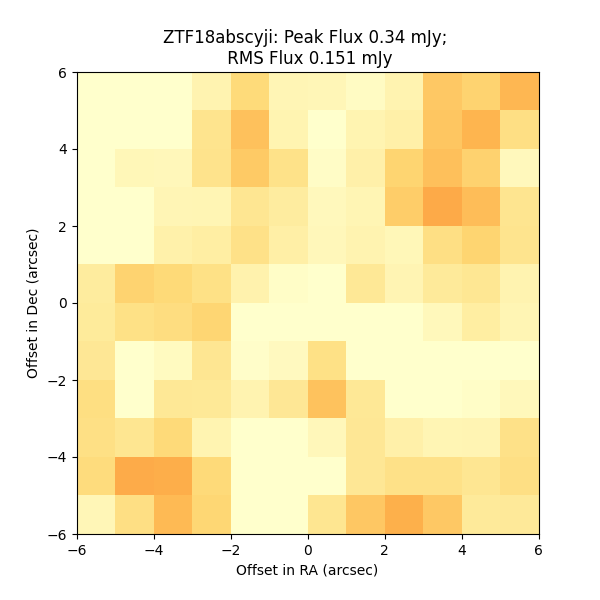 ZTF18abscyji: Peak Flux 0.34 mJy;
RMS Flux 0.151 mJy
6
4
2
0
−2
−4
−6
Offset in Dec (arcsec)
−6 −4 −2 0 2 4 6
Offset in RA (arcsec)